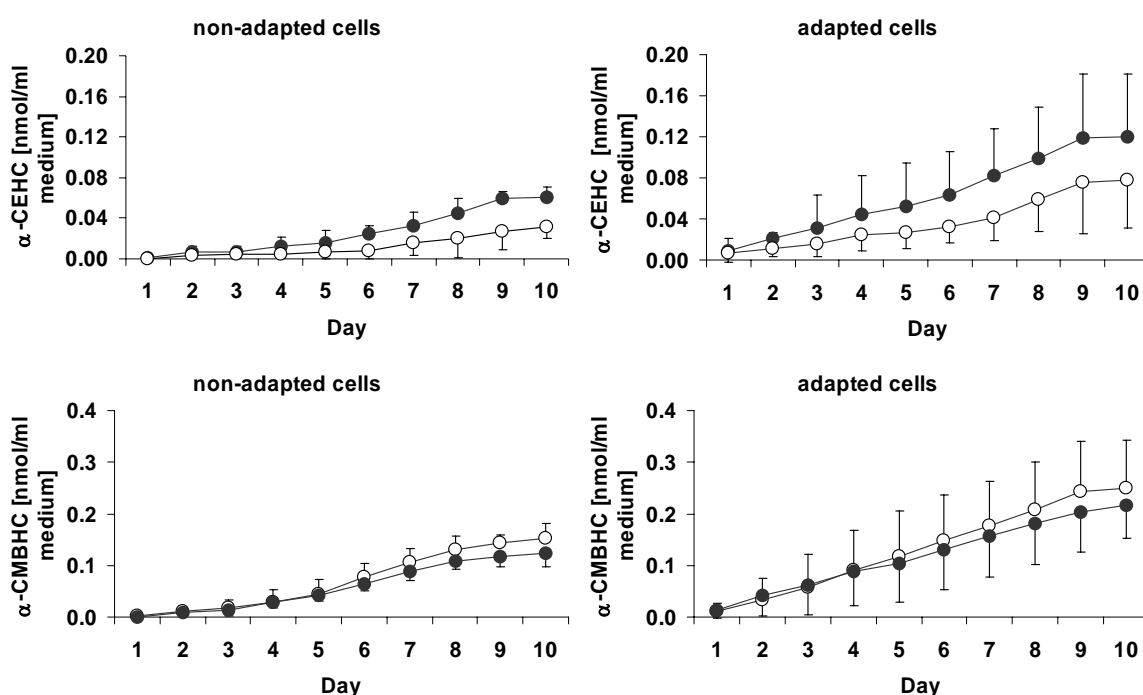 non-adapted cells
α-CEHC [nmol/ml
medium]
0.20
0.16
0.12
0.08
0.04
0.00
1 2 3 4 5 6 7 8 9 10
Day
adapted cells
α-CEHC [nmol/ml
medium]
0.20
0.16
0.12
0.08
0.04
0.00
1 2 3 4 5 6 7 8 9 10
Day
non-adapted cells
α-CMBHC [nmol/ml
medium]
0.4
0.3
0.2
0.1
0.0
1 2 3 4 5 6 7 8 9 10
Day
adapted cells
α-CMBHC [nmol/ml
medium]
0.4
0.3
0.2
0.1
0.0
1 2 3 4 5 6 7 8 9 10
Day